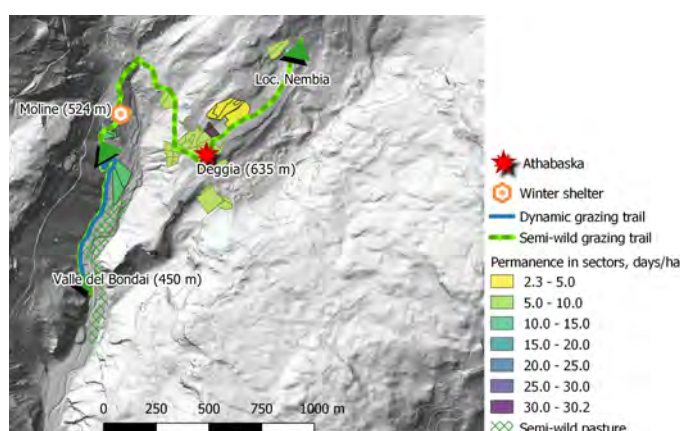 Loc. Nembia
Moline (524 m)
Deggia (635 m)
Valle del Bondai (450 m)
0 250 500 750 1000 m
Athabaska
Winter shelter
Dynamic grazing trail
Semi-wild grazing trail
Permanence in sectors, days/ha
2.3 - 5.0
5.0 - 10.0
10.0 - 15.0
15.0 - 20.0
20.0 - 25.0
25.0 - 30.0
30.0 - 30.2
Semi-wild pasture